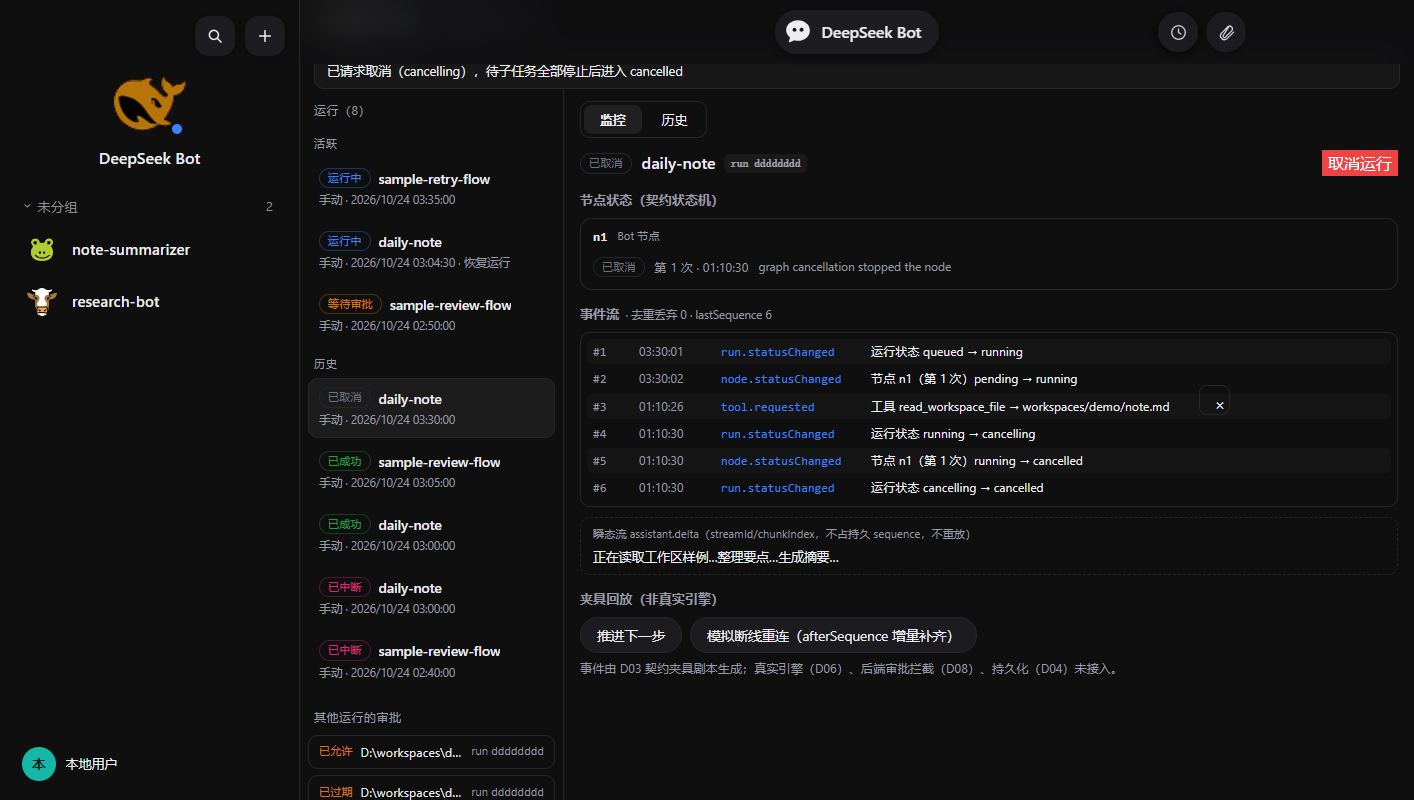 DeepSeek Bot
未分组 2
note-summarizer
research-bot
本 本地用户
DeepSeek Bot
已请求取消（cancelling），待子任务全部停止后进入 cancelled
运行（8）
活跃
运行中 sample-retry-flow
手动 · 2026/10/24 03:35:00
运行中 daily-note
手动 · 2026/10/24 03:04:30 · 恢复运行
等待审批 sample-review-flow
手动 · 2026/10/24 02:50:00
历史
已取消 daily-note
手动 · 2026/10/24 03:30:00
已成功 sample-review-flow
手动 · 2026/10/24 03:05:00
已成功 daily-note
手动 · 2026/10/24 03:00:00
已中断 daily-note
手动 · 2026/10/24 03:00:00
已中断 sample-review-flow
手动 · 2026/10/24 02:40:00
其他运行的审批
已允许 D:\workspaces\d... run dddddddd
已过期 D:\workspaces\d... run dddddddd
监控 历史
已取消 daily-note run dddddddd 取消运行
节点状态（契约状态机）
n1 Bot 节点
已取消 第 1 次 · 01:10:30 graph cancellation stopped the node
事件流 · 去重丢弃 0 · lastSequence 6
#1 03:30:01 run.statusChanged 运行状态 queued → running
#2 03:30:02 node.statusChanged 节点 n1（第 1 次）pending → running
#3 01:10:26 tool.requested 工具 read_workspace_file → workspaces/demo/note.md
#4 01:10:30 run.statusChanged 运行状态 running → cancelling
#5 01:10:30 node.statusChanged 节点 n1（第 1 次）running → cancelled
#6 01:10:30 run.statusChanged 运行状态 cancelling → cancelled
瞬态流 assistant.delta（streamId/chunkIndex，不占持久 sequence，不重放）
正在读取工作区样例…整理要点…生成摘要…
夹具回放（非真实引擎）
推进下一步 模拟断线重连（afterSequence 增量补齐）
事件由 D03 契约夹具剧本生成；真实引擎（D06）、后端审批拦截（D08）、持久化（D04）未接入。